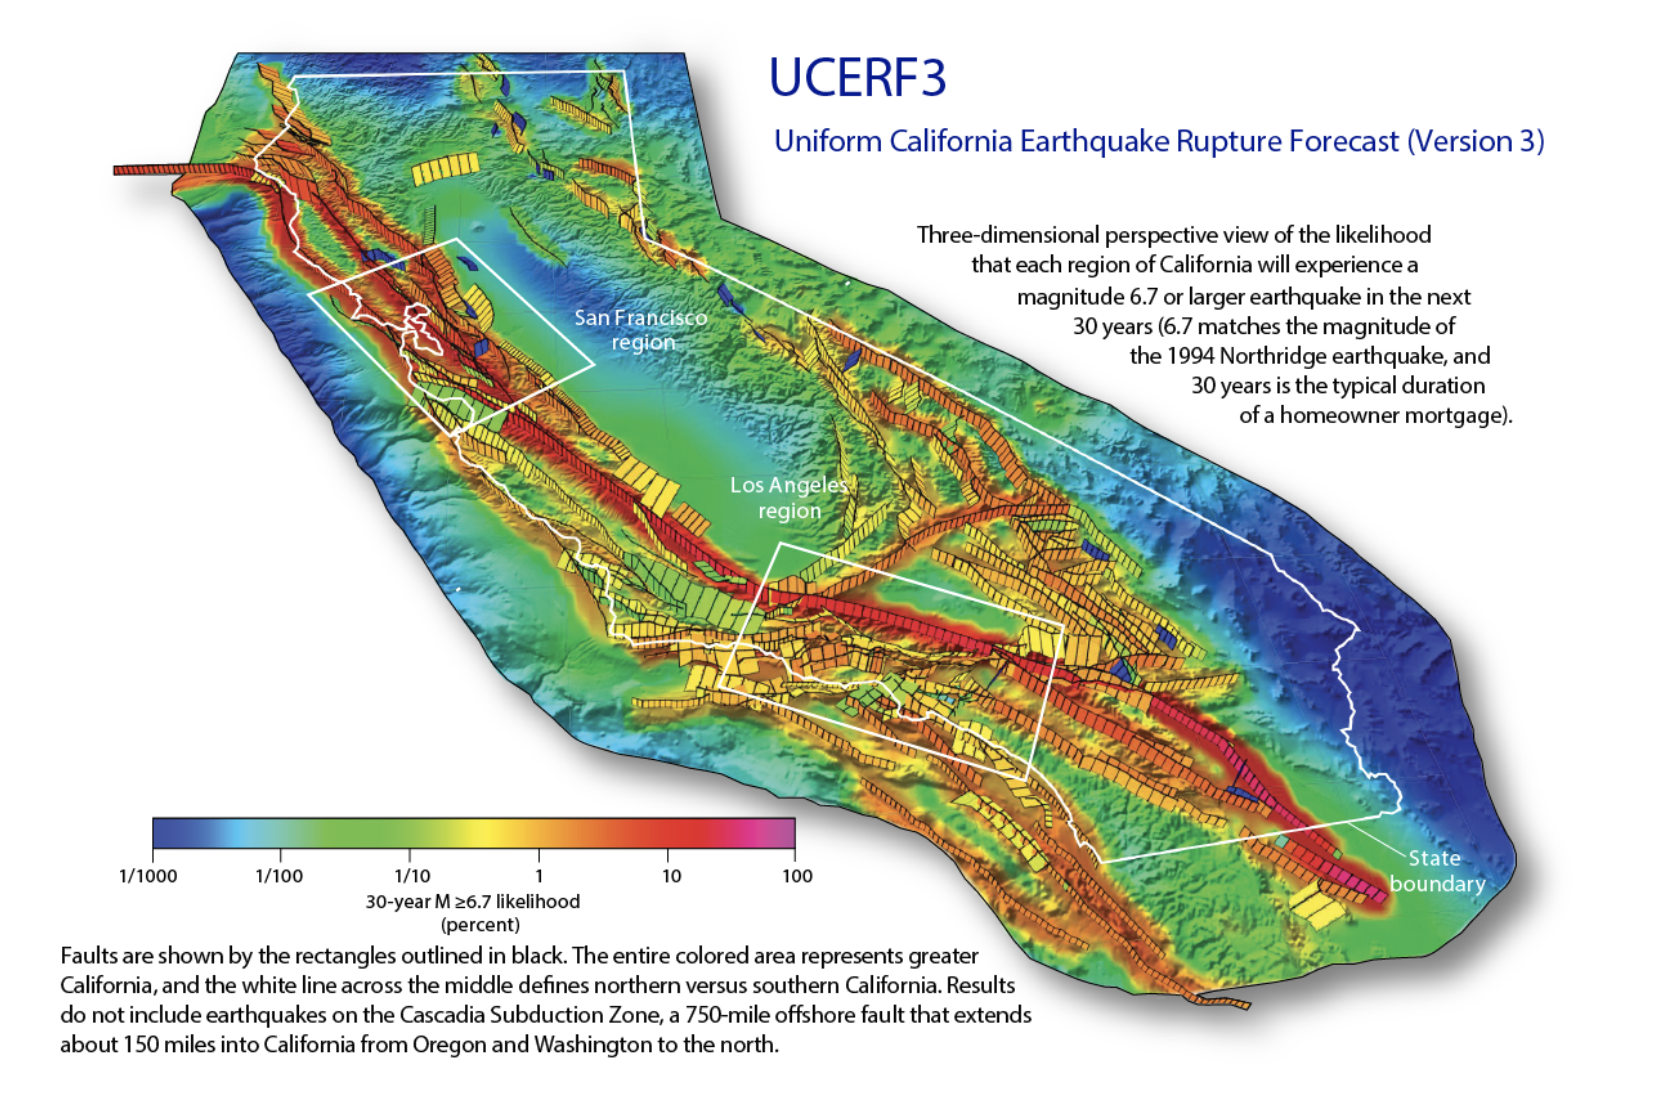 UCERF3
Uniform California Earthquake Rupture Forecast (Version 3)
Three-dimensional perspective view of the likelihood
that each region of California will experience a
magnitude 6.7 or larger earthquake in the next
30 years (6.7 matches the magnitude of
the 1994 Northridge earthquake, and
30 years is the typical duration
of a homeowner mortgage).
San Francisco
region
Los Angeles
region
State
boundary
1/1000 1/100 1/10 1 10 100
30-year M ≥6.7 likelihood
(percent)
Faults are shown by the rectangles outlined in black. The entire colored area represents greater
California, and the white line across the middle defines northern versus southern California. Results
do not include earthquakes on the Cascadia Subduction Zone, a 750-mile offshore fault that extends
about 150 miles into California from Oregon and Washington to the north.